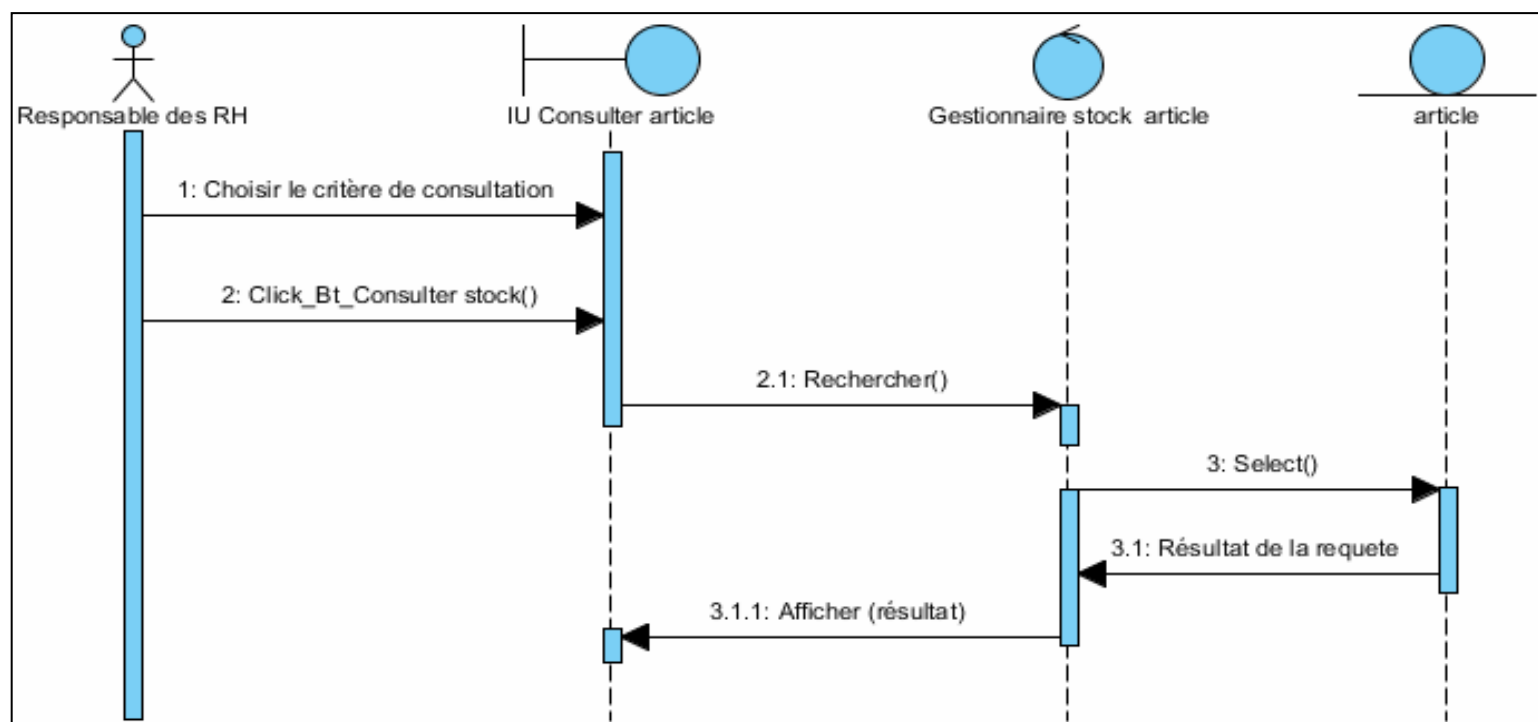 Responsable des RH
IU Consulter article
Gestionnaire stock article
article
1: Choisir le critère de consultation
2: Click_Bt_Consulter stock()
2.1: Rechercher()
3: Select()
3.1: Résultat de la requete
3.1.1: Afficher (résultat)